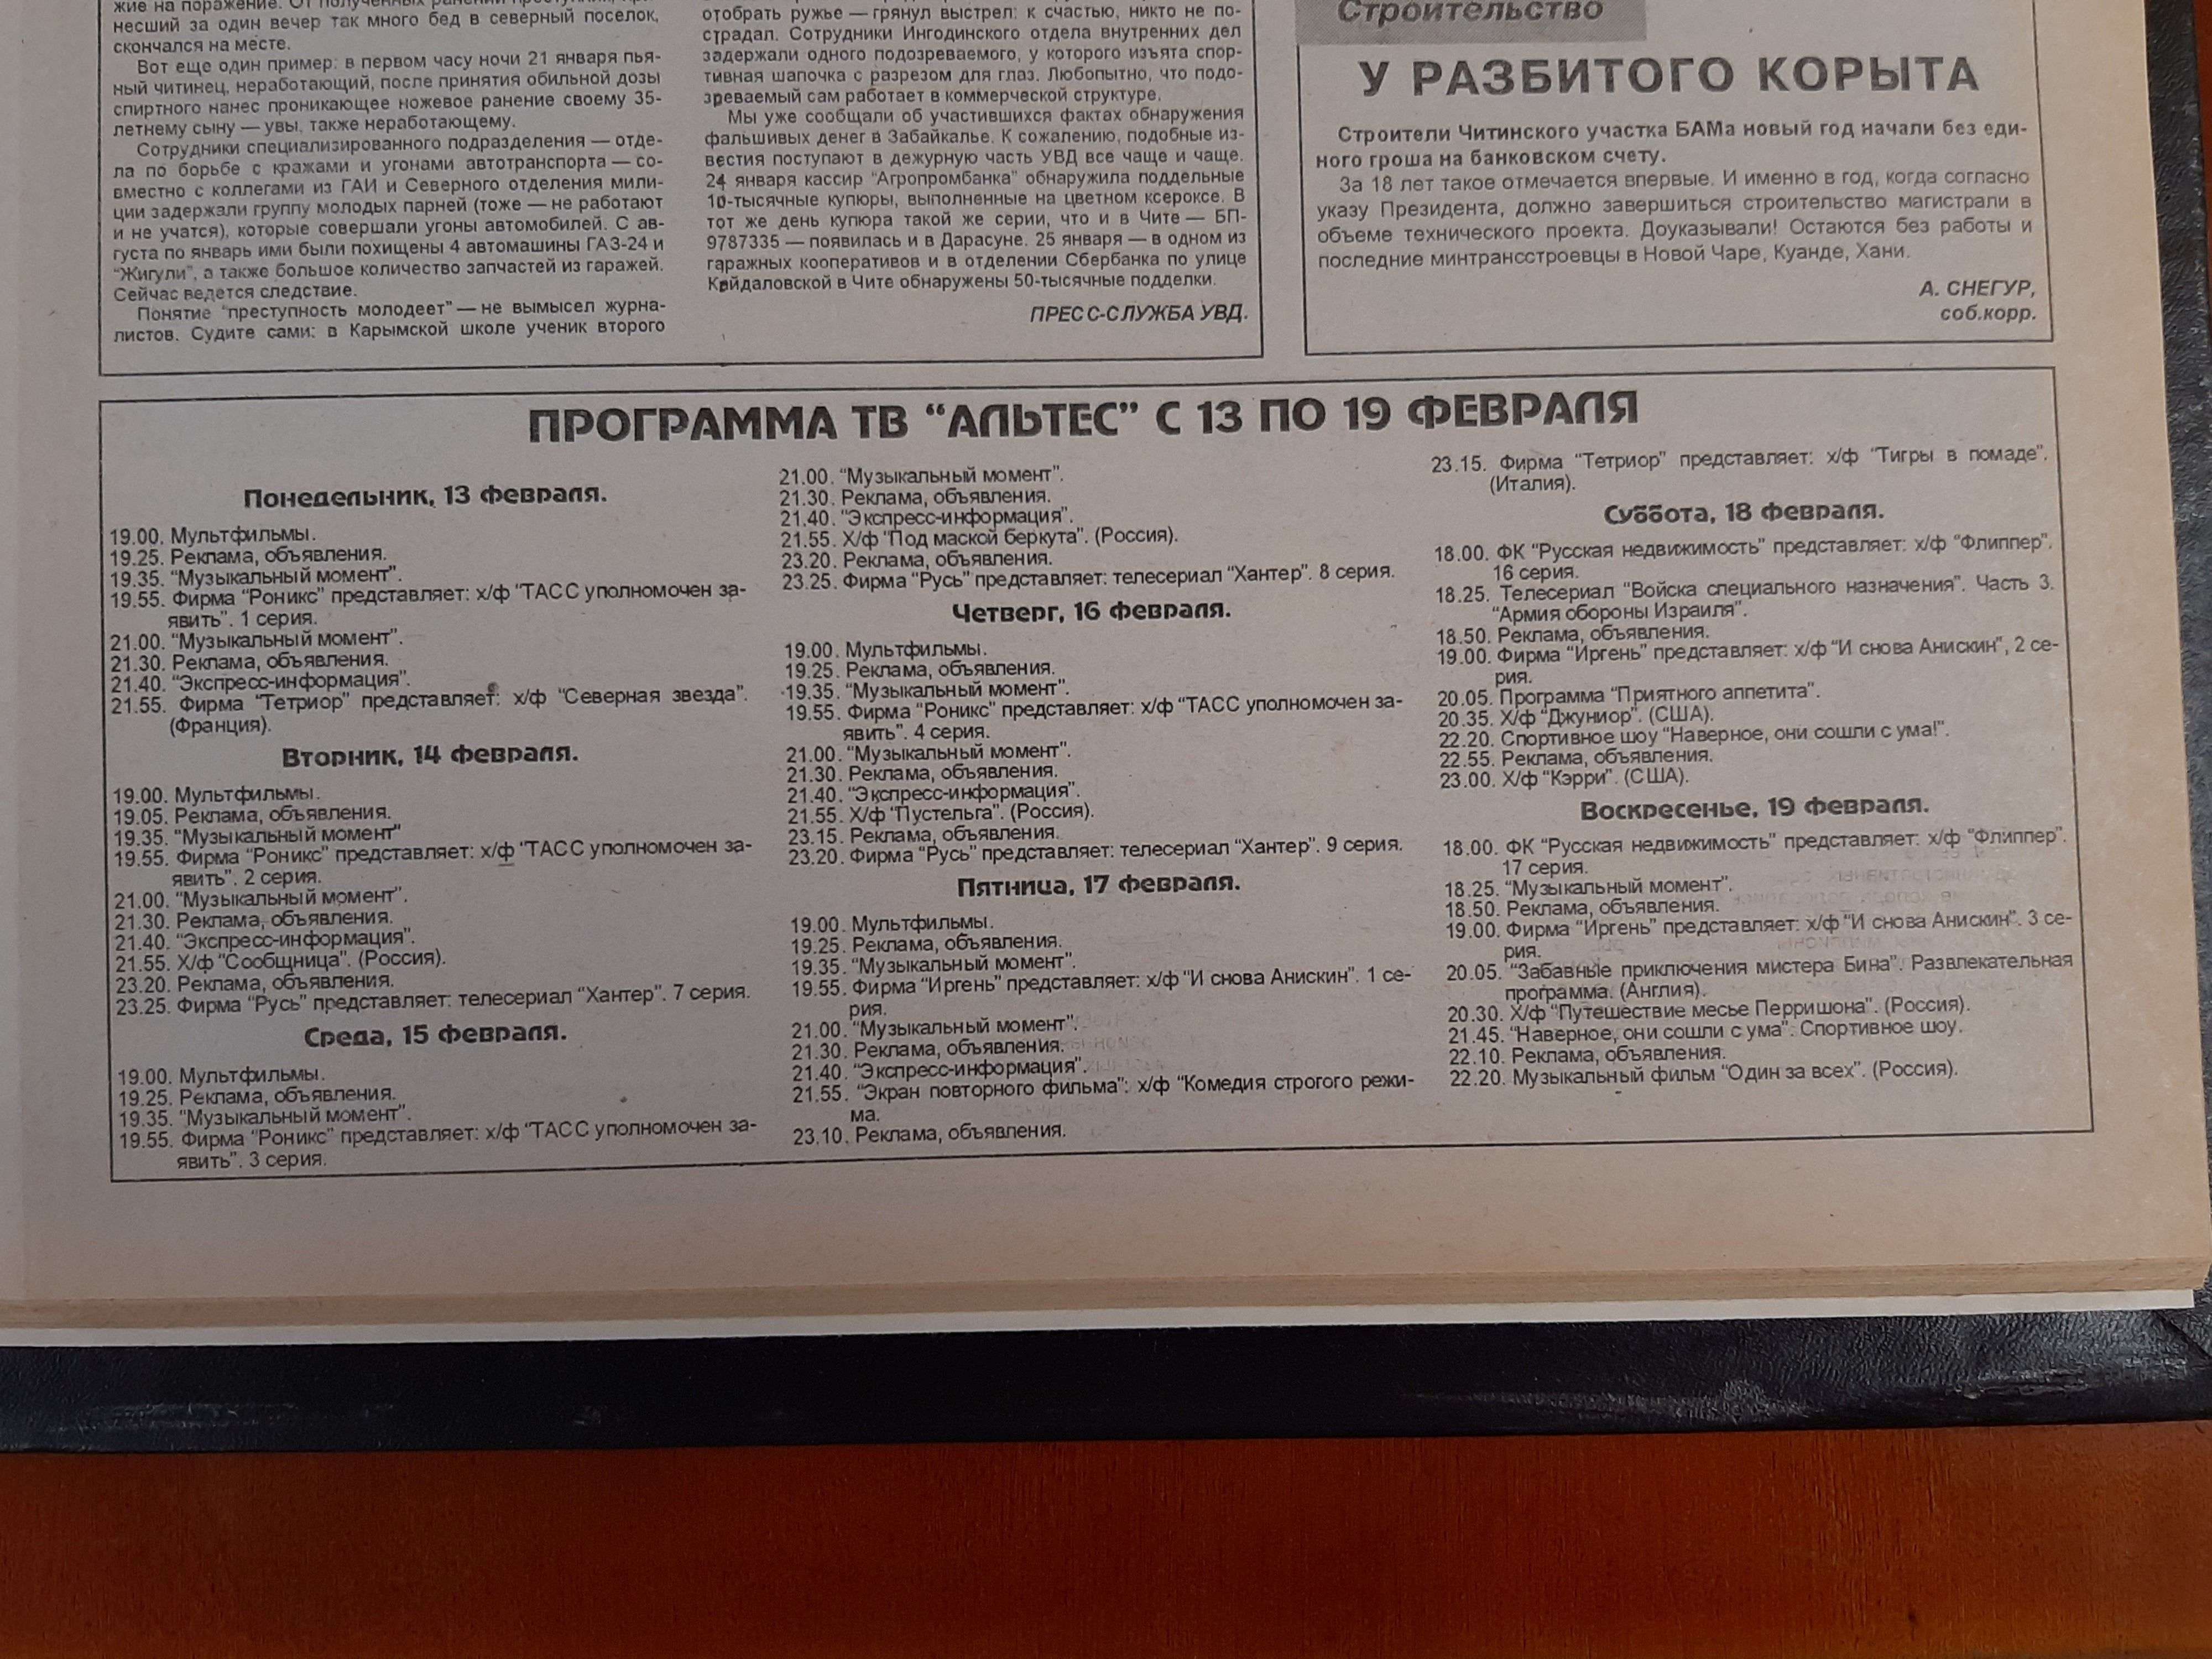 несший за один вечер так много бед в северный поселок,
скончался на месте.
Вот еще один пример: в первом часу ночи 21 января пья-
ный читинец, неработающий, после принятия обильной дозы
спиртного нанес проникающее ножевое ранение своему 35-
летнему сыну — увы, также неработающему.
Сотрудники специализированного подразделения — отде-
ла по борьбе с кражами и угонами автотранспорта — со-
вместно с коллегами из ГАИ и Северного отделения мили-
ции задержали группу молодых парней (тоже — не работают
и не учатся), которые совершали угоны автомобилей. С ав-
густа по январь ими были похищены 4 автомашины ГАЗ-24 и
“Жигули”, а также большое количество запчастей из гаражей.
Сейчас ведется следствие.
Понятие “преступность молодеет” — не вымысел журна-
листов. Судите сами: в Карымской школе ученик второго
отобрать ружье — грянул выстрел: к счастью, никто не по-
страдал. Сотрудники Ингодинского отдела внутренних дел
задержали одного подозреваемого, у которого изъята спор-
тивная шапочка с разрезом для глаз. Любопытно, что подо-
зреваемый сам работает в коммерческой структуре.
Мы уже сообщали об участившихся фактах обнаружения
фальшивых денег в Забайкалье. К сожалению, подобные из-
вестия поступают в дежурную часть УВД все чаще и чаще.
24 января кассир “Агропромбанка” обнаружила поддельные
10-тысячные купюры, выполненные на цветном ксероксе. В
тот же день купюра такой же серии, что и в Чите — БП-
9787335 — появилась и в Дарасуне. 25 января — в одном из
гаражных кооперативов и в отделении Сбербанка по улице
Кайдаловской в Чите обнаружены 50-тысячные подделки.
ПРЕСС-СЛУЖБА УВД.
Строительство
У РАЗБИТОГО КОРЫТА
Строители Читинского участка БАМа новый год начали без еди-
ного гроша на банковском счету.
За 18 лет такое отмечается впервые. И именно в год, когда согласно
указу Президента, должно завершиться строительство магистрали в
объеме технического проекта. Доуказывали! Остаются без работы и
последние минтрансстроевцы в Новой Чаре, Куанде, Хани.
А. СНЕГУР,
соб.корр.
ПРОГРАММА ТВ “АЛЬТЕС” С 13 ПО 19 ФЕВРАЛЯ
Понедельник, 13 февраля.
19.00. Мультфильмы.
19.25. Реклама, объявления.
19.35. “Музыкальный момент”.
19.55. Фирма “Роникс” представляет: х/ф “ТАСС уполномочен за-
явить”. 1 серия.
21.00. “Музыкальный момент”.
21.30. Реклама, объявления.
21.40. “Экспресс-информация”.
21.55. Фирма “Тетриор” представляет: х/ф “Северная звезда”.
(Франция).
Вторник, 14 февраля.
19.00. Мультфильмы.
19.05. Реклама, объявления.
19.35. “Музыкальный момент”
19.55. Фирма “Роникс” представляет: х/ф “ТАСС уполномочен за-
явить”. 2 серия.
21.00. “Музыкальный момент”.
21.30. Реклама, объявления.
21.40. “Экспресс-информация”.
21.55. Х/ф “Сообщница”. (Россия).
23.20. Реклама, объявления.
23.25. Фирма “Русь” представляет: телесериал “Хантер”. 7 серия.
Среда, 15 февраля.
19.00. Мультфильмы.
19.25. Реклама, объявления.
19.35. “Музыкальный момент”.
19.55. Фирма “Роникс” представляет: х/ф “ТАСС уполномочен за-
явить”. 3 серия.
21.00. “Музыкальный момент”.
21.30. Реклама, объявления.
21.40. “Экспресс-информация”.
21.55. Х/ф “Под маской беркута”. (Россия).
23.20. Реклама, объявления.
23.25. Фирма “Русь” представляет: телесериал “Хантер”. 8 серия.
Четверг, 16 февраля.
19.00. Мультфильмы.
19.25. Реклама, объявления.
19.35. “Музыкальный момент”.
19.55. Фирма “Роникс” представляет: х/ф “ТАСС уполномочен за-
явить”. 4 серия.
21.00. “Музыкальный момент”.
21.30. Реклама, объявления.
21.40. “Экспресс-информация”.
21.55. Х/ф “Пустельга”. (Россия).
23.15. Реклама, объявления.
23.20. Фирма “Русь” представляет: телесериал “Хантер”. 9 серия.
Пятница, 17 февраля.
19.00. Мультфильмы.
19.25. Реклама, объявления.
19.35. “Музыкальный момент”.
19.55. Фирма “Иргень” представляет: х/ф “И снова Анискин”. 1 се-
рия.
21.00. “Музыкальный момент”.
21.30. Реклама, объявления.
21.40. “Экспресс-информация”.
21.55. “Экран повторного фильма”: х/ф “Комедия строгого режи-
ма.
23.10. Реклама, объявления.
23.15. Фирма “Тетриор” представляет: х/ф “Тигры в помаде”.
(Италия).
Суббота, 18 февраля.
18.00. ФК “Русская недвижимость” представляет: х/ф “Флиппер”.
16 серия.
18.25. Телесериал “Войска специального назначения”. Часть 3.
“Армия обороны Израиля”.
18.50. Реклама, объявления.
19.00. Фирма “Иргень” представляет: х/ф “И снова Анискин”, 2 се-
рия.
20.05. Программа “Приятного аппетита”.
20.35. Х/ф “Джуниор”. (США).
22.20. Спортивное шоу “Наверное, они сошли с ума!”.
22.55. Реклама, объявления.
23.00. Х/ф “Кэрри”. (США).
Воскресенье, 19 февраля.
18.00. ФК “Русская недвижимость” представляет: х/ф “Флиппер”.
17 серия.
18.25. “Музыкальный момент”.
18.50. Реклама, объявления.
19.00. Фирма “Иргень” представляет: х/ф “И снова Анискин”. 3 се-
рия.
20.05. “Забавные приключения мистера Бина”. Развлекательная
программа. (Англия).
20.30. Х/ф “Путешествие месье Перришона”. (Россия).
21.45. “Наверное, они сошли с ума”. Спортивное шоу.
22.10. Реклама, объявления.
22.20. Музыкальный фильм “Один за всех”. (Россия).